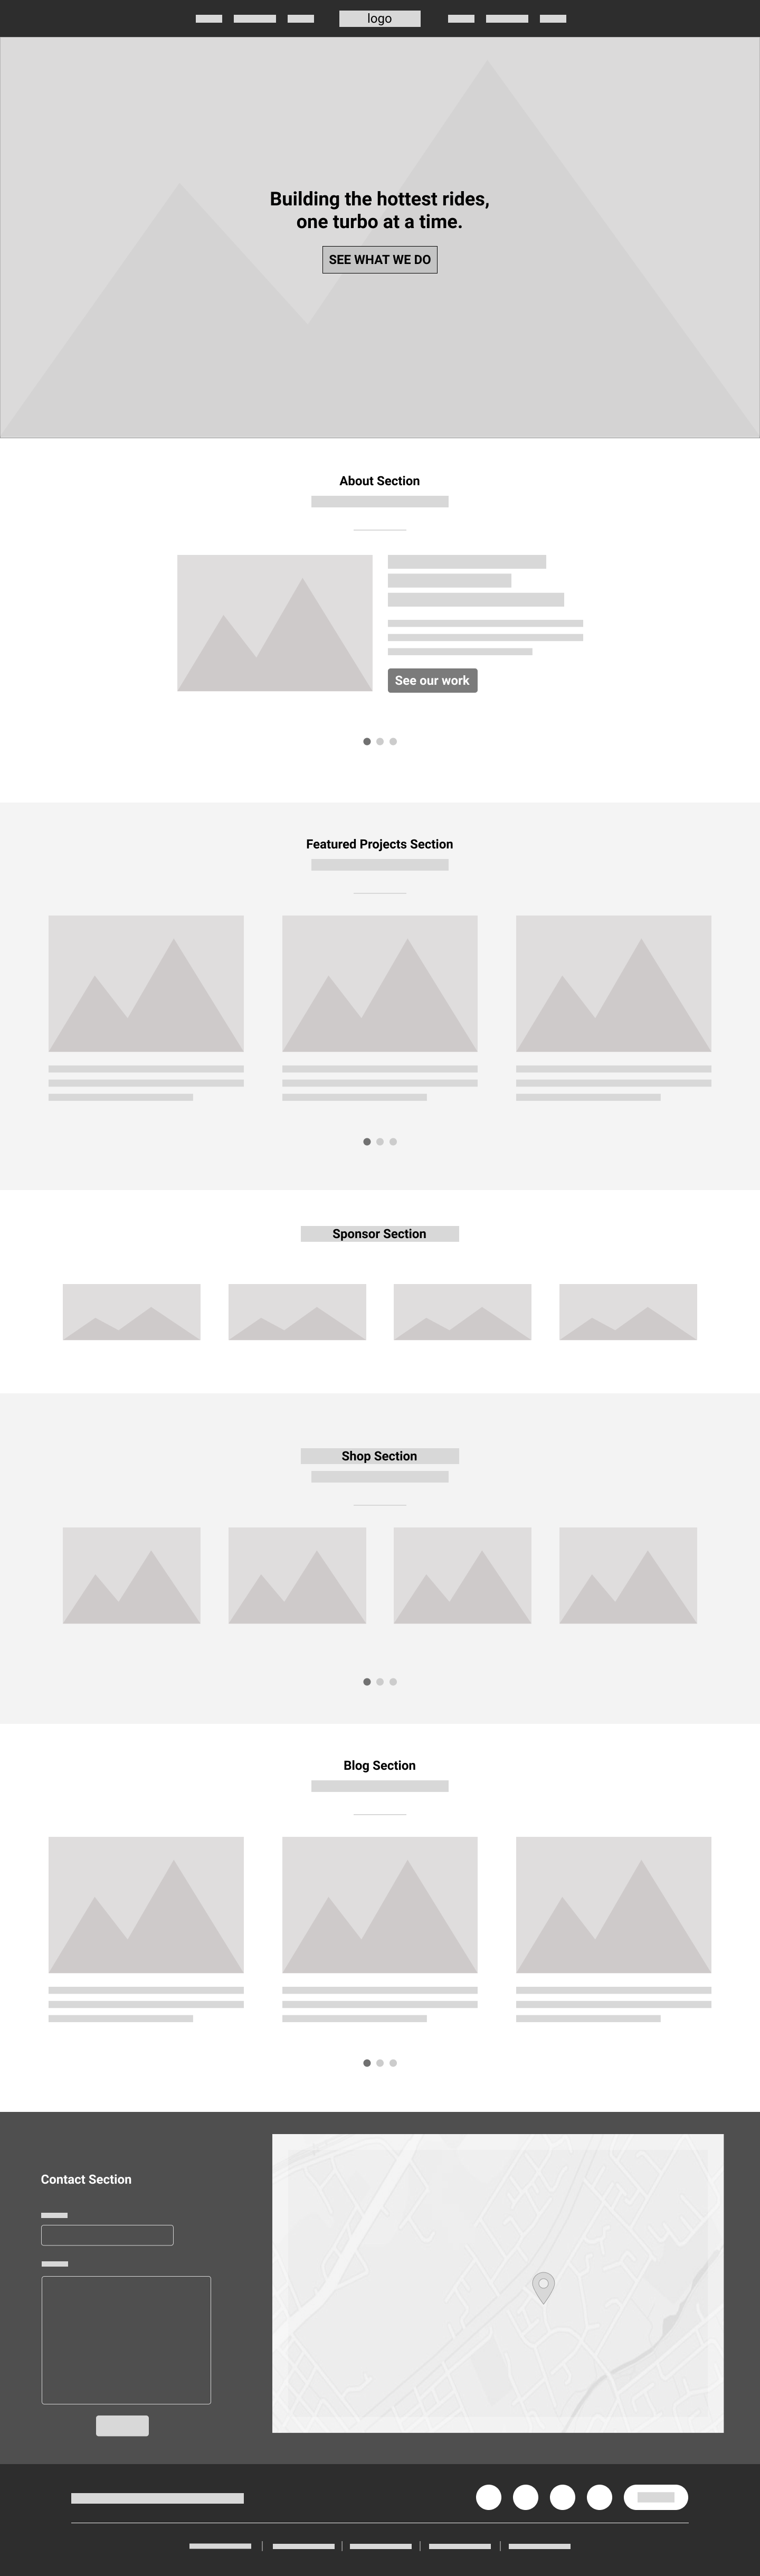 logo
Building the hottest rides,
one turbo at a time.
SEE WHAT WE DO
About Section
See our work
Featured Projects Section
Sponsor Section
Shop Section
Blog Section
Contact Section